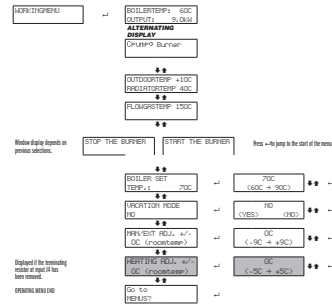 WORKINGMENU
↵
BOILERTEMP: 60C
OUTPUT: 9.0kW
ALTERNATING
DISPLAY
Cpumpo Burner
OUTDOORTEMP +10C
RADIATORTEMP 40C
FLOWGASTEMP 150C
Window display depends on
previous selections.
STOP THE BURNER
START THE BURNER
Press ↵ to jump to the start of the menu
BOILER SET
TEMP.: 70C
↵
70C
(60C → 90C)
←
VACATION MODE
NO
↵
NO
<YES> <NO>
←
MAN/EXT ADJ. +/-
0C (roomtemp)
↵
0C
(-9C → +9C)
←
Displayed if the terminating
resister at input J4 has
been removed.
HEATING ADJ. +/-
0C (roomtemp)
↵
0C
(-5C → +5C)
←
OPERATING MENU END
Go to
MENUS?
↵